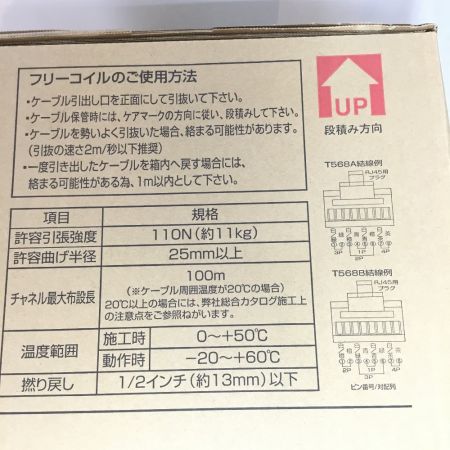 フリーコイルのご使用方法
・ケーブル引出し口を正面にして引抜いて下さい。
・ケーブル保管時には、ケアマークの方向に従い、段積みして下さい。
・ケーブルを勢いよく引抜いた場合、絡まる可能性があります。
(引抜の速さ2m/秒以下推奨)
・一度引き出したケーブルを箱内へ戻す場合には、
絡まる可能性がある為、1m以内として下さい。
UP
段積み方向
項目 規格
許容引張強度 110N(約11kg)
許容曲げ半径 25mm以上
チャネル最大布設長 100m
(※ケーブル周囲温度が20℃の場合)
20℃以上の場合には、弊社総合カタログ施工上
の注意点をご参照ねがいます。
温度範囲 施工時 0〜+50℃
動作時 −20〜+60℃
撚り戻し 1/2インチ(約13mm)以下
T568A結線例
RJ45用
プラグ
3P 1P 4P
2P
T568B結線例
RJ45用
プラグ
2P 1P 4P
3P
ピン番号/対配列